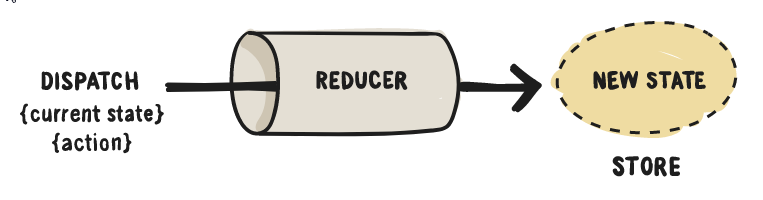 DISPATCH
{current state}
{action}
REDUCER
NEW STATE
STORE